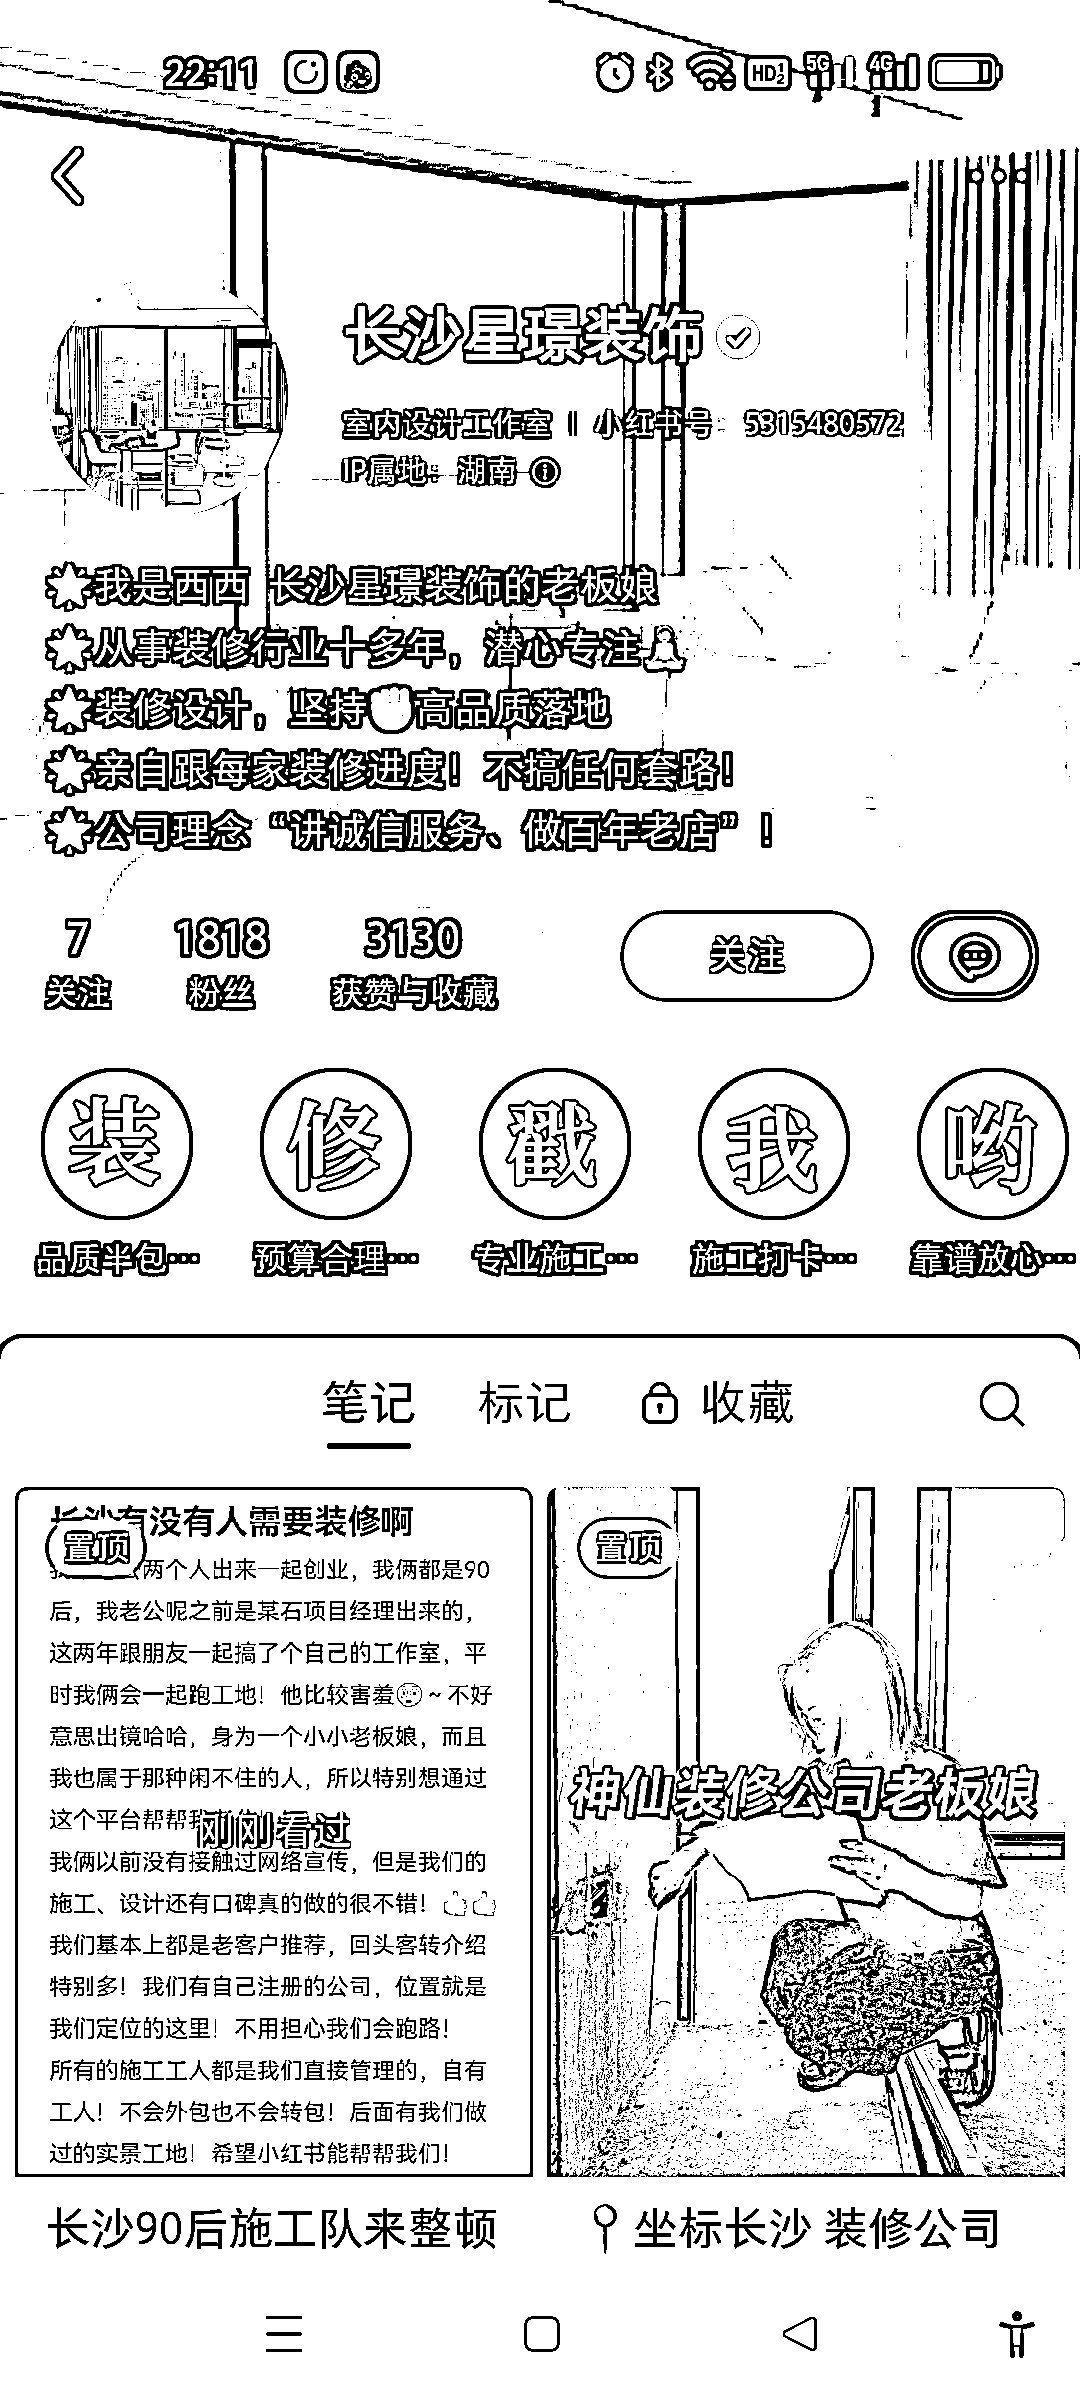 22:11
HD 1 2 5G 4G
长沙星璟装饰
室内设计工作室 | 小红书号 5315480572
IP属地：湖南
我是西西 长沙星璟装饰的老板娘
从事装修行业十多年，潜心专注
装修设计，坚持高品质落地
亲自跟每家装修进度！不搞任何套路！
公司理念“讲诚信服务、做百年老店”！
7 1818 3130
关注 粉丝 获赞与收藏
关注
装 修 戳 我 哟
品质半包… 预算合理… 专业施工… 施工打卡… 靠谱放心…
笔记 标记 收藏
长沙有没有人需要装修啊
置顶
两个人出来一起创业，我俩都是90
后，我老公呢之前是某石项目经理出来的，
这两年跟朋友一起搞了个自己的工作室，平
时我俩会一起跑工地！他比较害羞~不好
意思出镜哈哈，身为一个小小老板娘，而且
我也属于那种闲不住的人，所以特别想通过
这个平台帮帮我
刚刚看过
我俩以前没有接触过网络宣传，但是我们的
施工、设计还有口碑真的做的很不错！
我们基本上都是老客户推荐，回头客转介绍
特别多！我们有自己注册的公司，位置就是
我们定位的这里！不用担心我们会跑路！
所有的施工工人都是我们直接管理的，自有
工人！不会外包也不会转包！后面有我们做
过的实景工地！希望小红书能帮帮我们！
长沙90后施工队来整顿
置顶
神仙装修公司老板娘
坐标长沙 装修公司